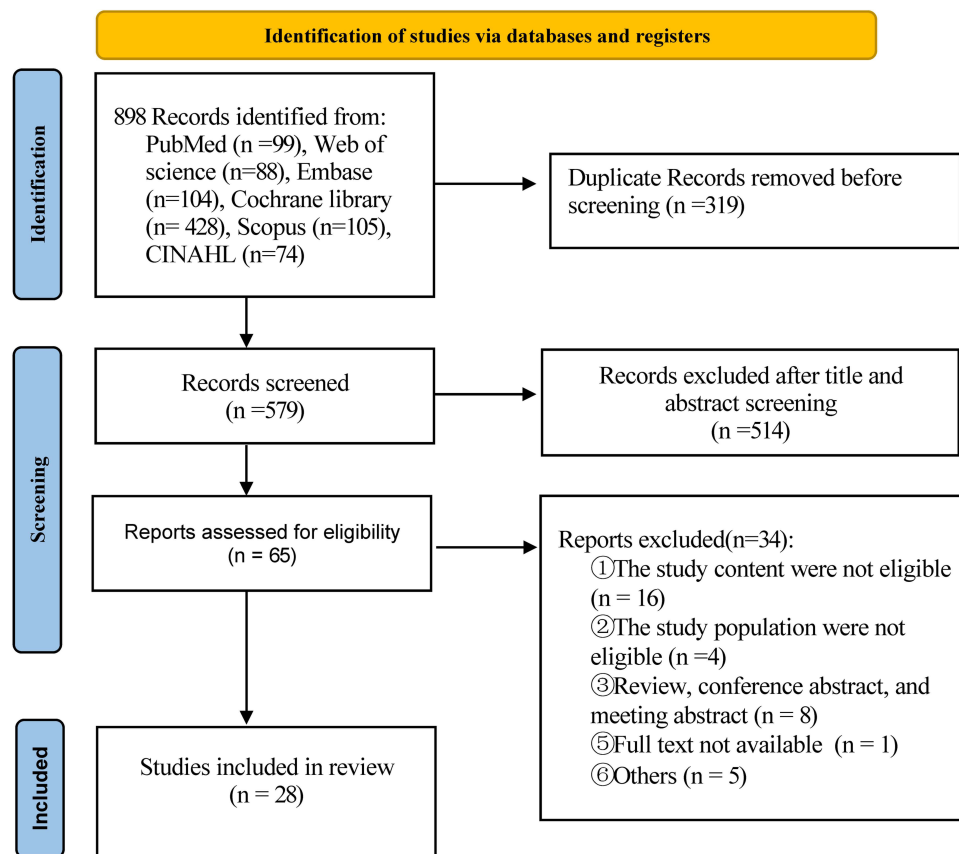 Identification of studies via databases and registers
Identification
898 Records identified from:
PubMed (n =99), Web of
science (n=88), Embase
(n=104), Cochrane library
(n= 428), Scopus (n=105),
CINAHL (n=74)
Duplicate Records removed before
screening (n =319)
Screening
Records screened
(n =579)
Records excluded after title and
abstract screening
(n =514)
Reports assessed for eligibility
(n = 65)
Reports excluded(n=34):
①The study content were not eligible
(n = 16)
②The study population were not
eligible (n =4)
③Review, conference abstract, and
meeting abstract (n = 8)
⑤Full text not available (n = 1)
⑥Others (n = 5)
Included
Studies included in review
(n = 28)